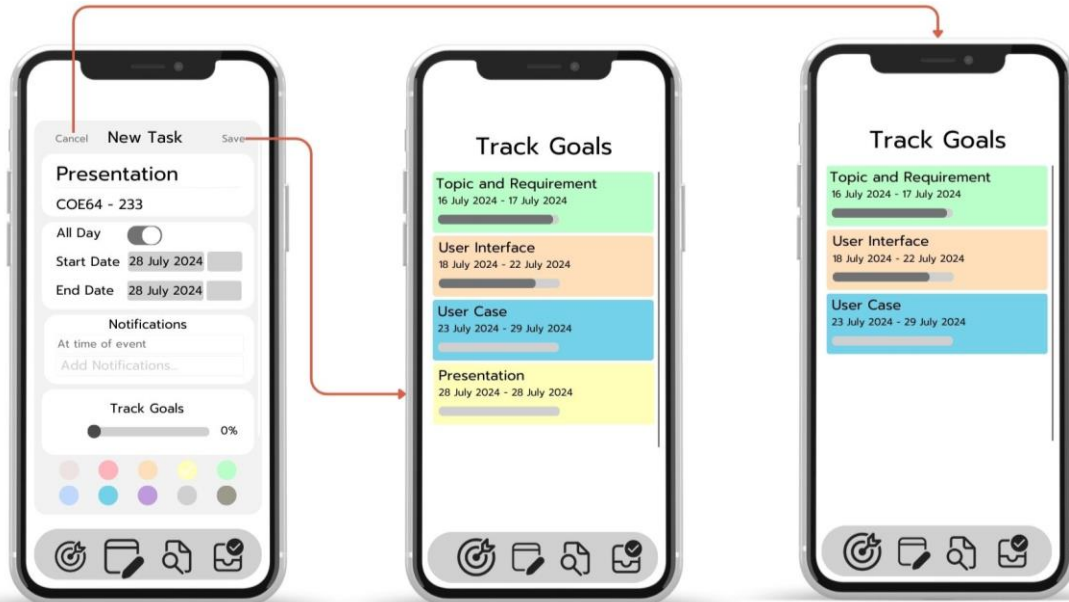 Cancel New Task Save
Presentation
COE64 - 233
All Day
Start Date 28 July 2024
End Date 28 July 2024
Notifications
At time of event
Add Notifications...
Track Goals
0%
Track Goals
Topic and Requirement
16 July 2024 - 17 July 2024
User Interface
18 July 2024 - 22 July 2024
User Case
23 July 2024 - 29 July 2024
Presentation
28 July 2024 - 28 July 2024
Track Goals
Topic and Requirement
16 July 2024 - 17 July 2024
User Interface
18 July 2024 - 22 July 2024
User Case
23 July 2024 - 29 July 2024